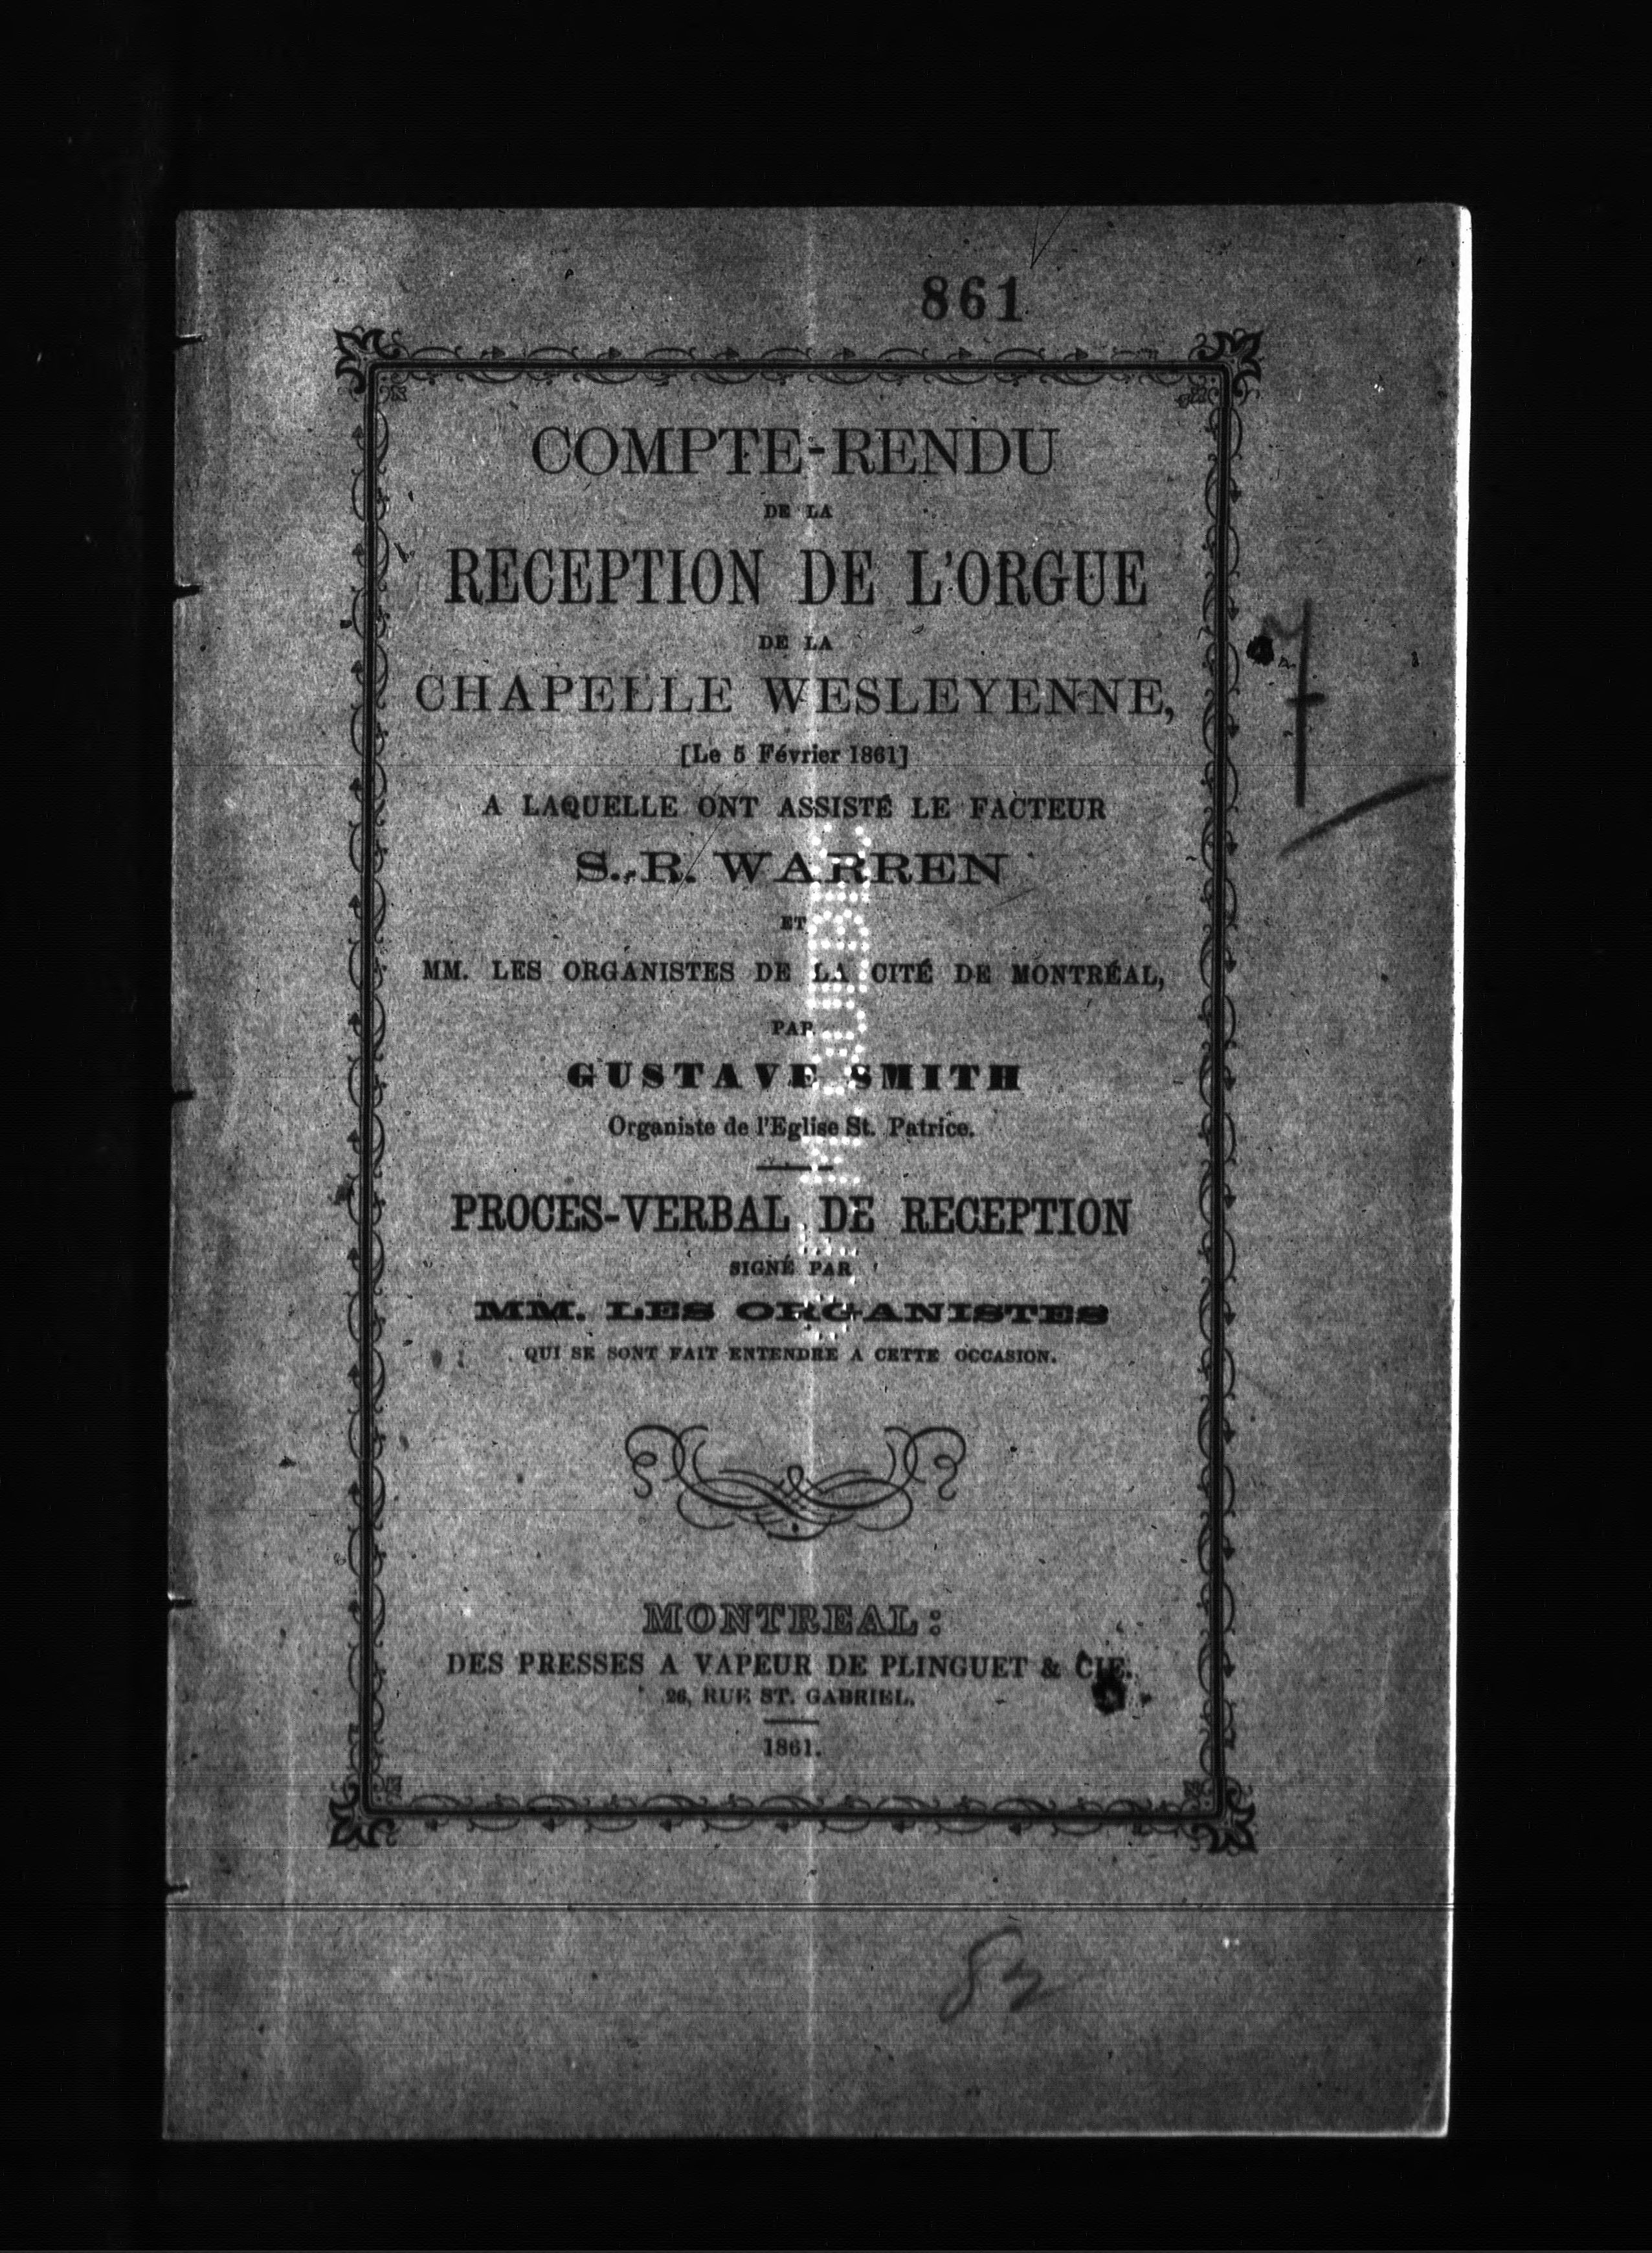 861
COMPTE-RENDU
DE LA
RECEPTION DE L'ORGUE
DE LA
CHAPELLE WESLEYENNE,
[Le 5 Février 1861]
A LAQUELLE ONT ASSISTÉ LE FACTEUR
S. R. WARREN
ET
MM. LES ORGANISTES DE LA CITÉ DE MONTRÉAL,
PAR
GUSTAVE SMITH
Organiste de l'Eglise St. Patrice.
PROCES-VERBAL DE RECEPTION
SIGNÉ PAR
MM. LES ORGANISTES
QUI SE SONT FAIT ENTENDRE A CETTE OCCASION.
MONTREAL:
DES PRESSES A VAPEUR DE PLINGUET & CIE.
26, RUE ST. GABRIEL.
1861.